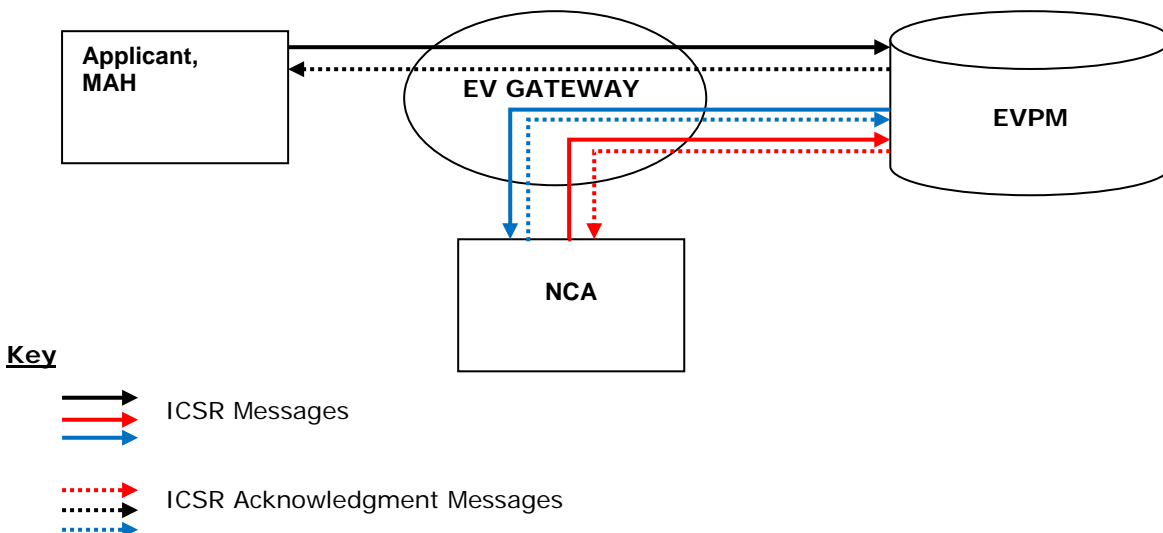 Applicant,
MAH
EV GATEWAY
EVPM
NCA
Key
ICSR Messages
ICSR Acknowledgment Messages